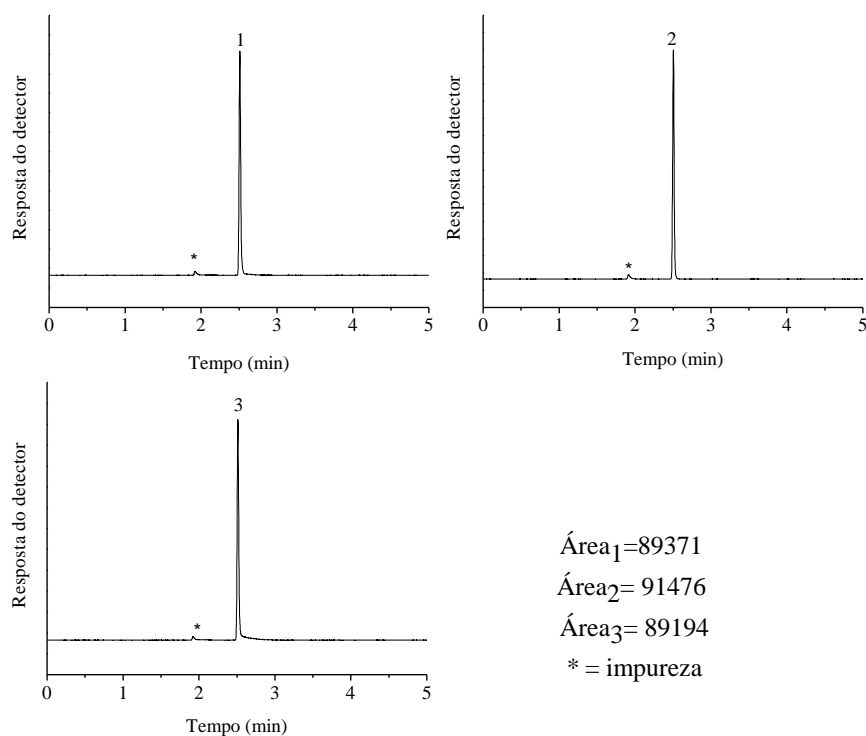 1
Resposta do detector
*
0 1 2 3 4 5
Tempo (min)
2
Resposta do detector
*
0 1 2 3 4 5
Tempo (min)
3
Resposta do detector
*
0 1 2 3 4 5
Tempo (min)
Área1=89371
Área2= 91476
Área3= 89194
* = impureza